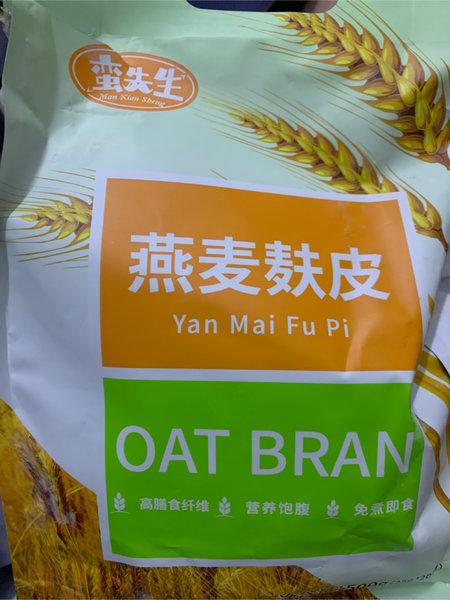 蛮先生
Man Xian Sheng
燕麦麸皮
Yan Mai Fu Pi
OAT BRAN
高膳食纤维 营养饱腹 免煮即食